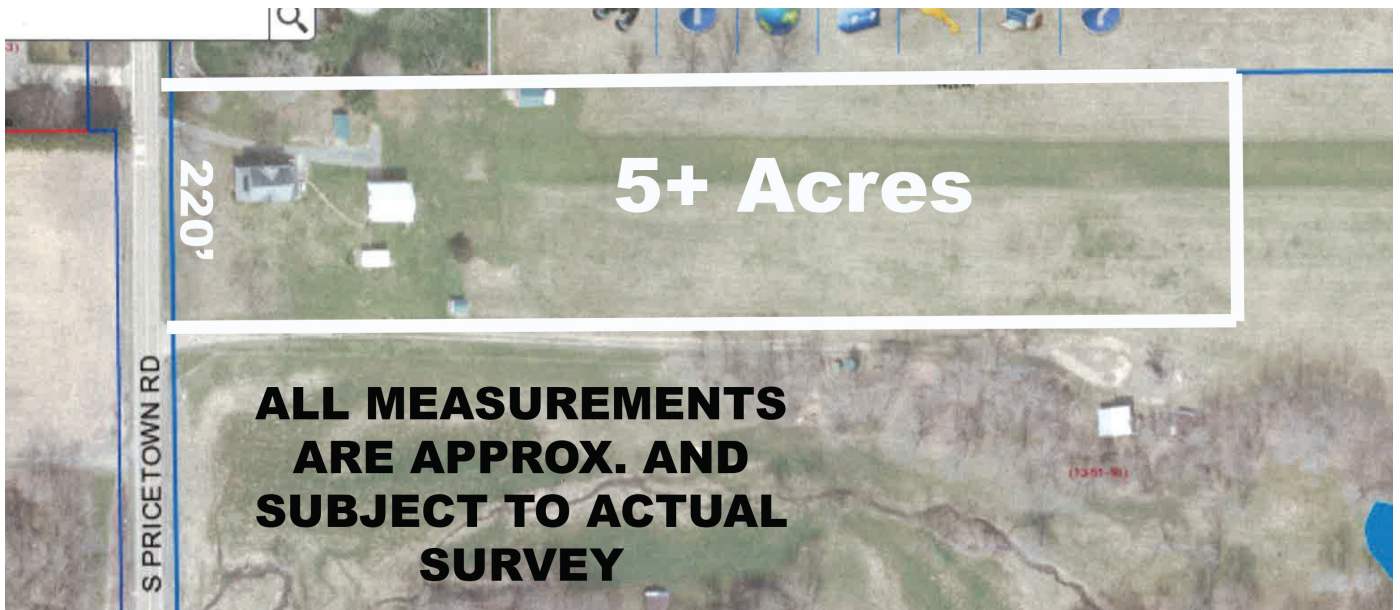 220'
5+ Acres
S PRICETOWN RD
ALL MEASUREMENTS
ARE APPROX. AND
SUBJECT TO ACTUAL
SURVEY